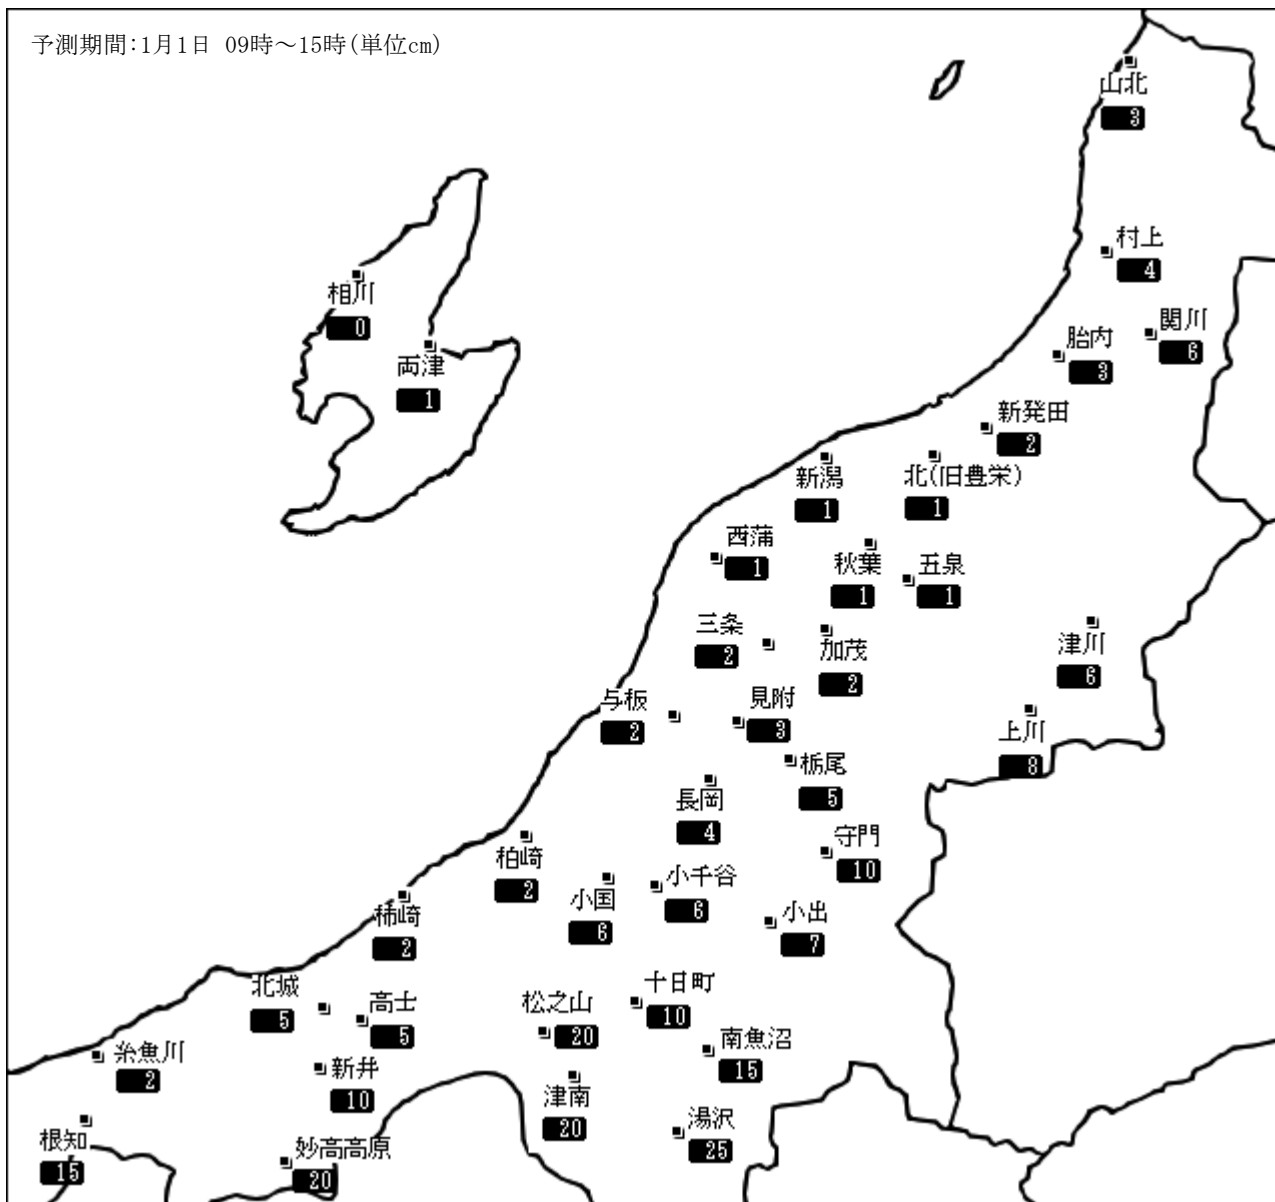 予測期間:1月1日 09時～15時(単位cm)
山北
3
村上
4
相川
0
関川
6
胎内
3
両津
1
新発田
2
新潟
1
北(旧豊栄)
1
西蒲
1
秋葉
1
五泉
1
三条
2
加茂
2
津川
6
与板
2
見附
3
上川
8
栃尾
5
長岡
4
守門
10
柏崎
2
小国
6
小千谷
6
小出
7
柿崎
2
北城
5
高士
5
松之山
20
十日町
10
南魚沼
15
糸魚川
2
新井
10
津南
20
湯沢
25
根知
15
妙高高原
20